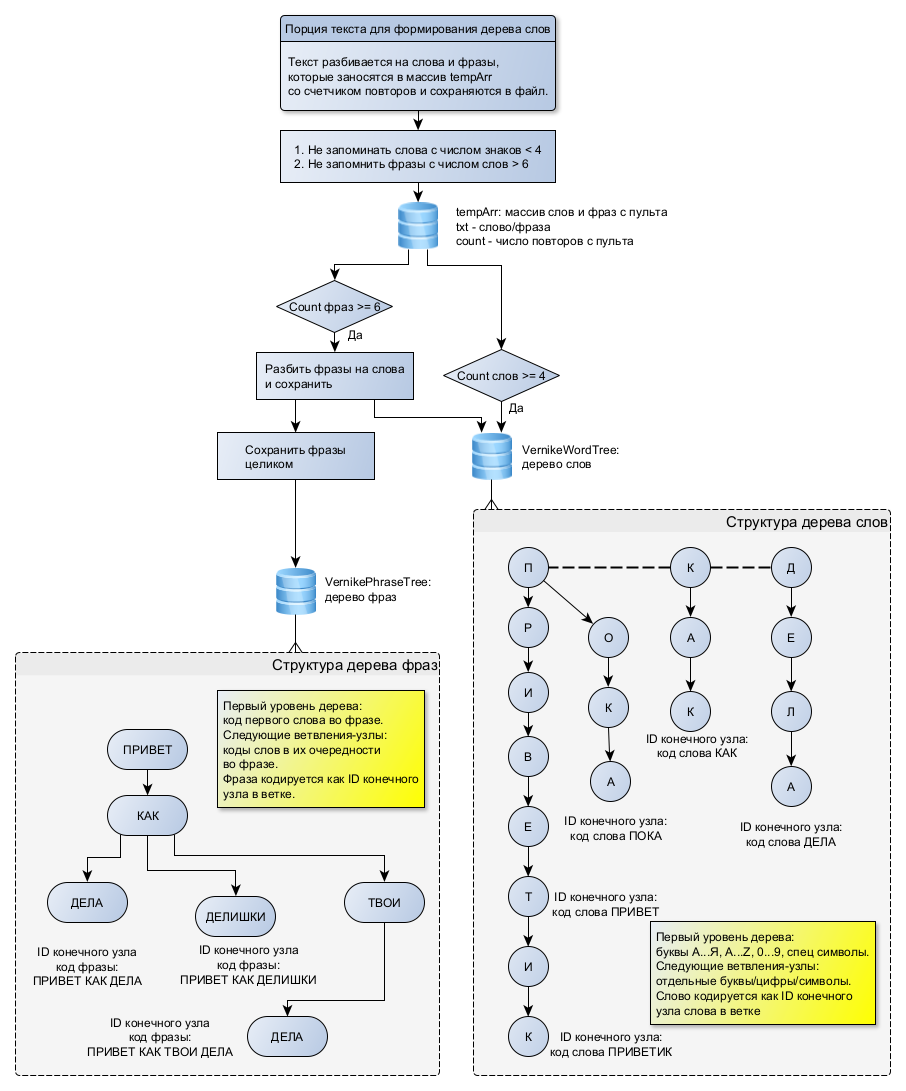 Порция текста для формирования дерева слов
Текст разбивается на слова и фразы,
которые заносятся в массив tempArr
со счетчиком повторов и сохраняются в файл.
1. Не запоминать слова с числом знаков < 4
2. Не запомнить фразы с числом слов > 6
tempArr: массив слов и фраз с пульта
txt - слово/фраза
count - число повторов с пульта
Count фраз >= 6
Да
Разбить фразы на слова
и сохранить
Count слов >= 4
Да
Сохранить фразы
целиком
VernikeWordTree:
дерево слов
VernikePhraseTree:
дерево фраз
Структура дерева фраз
Первый уровень дерева:
код первого слова во фразе.
Следующие ветвления-узлы:
коды слов в их очередности
во фразе.
Фраза кодируется как ID конечного
узла в ветке.
ПРИВЕТ
КАК
ДЕЛА
ДЕЛИШКИ
ТВОИ
ID конечного узла
код фразы:
ПРИВЕТ КАК ДЕЛА
ID конечного узла
код фразы:
ПРИВЕТ КАК ДЕЛИШКИ
ДЕЛА
ID конечного узла
код фразы:
ПРИВЕТ КАК ТВОИ ДЕЛА
Структура дерева слов
П
Р
И
В
Е
Т
ID конечного узла:
код слова ПРИВЕТ
И
К
ID конечного узла:
код слова ПРИВЕТИК
О
К
А
ID конечного узла:
код слова ПОКА
К
А
К
ID конечного узла:
код слова КАК
Д
Е
Л
А
ID конечного узла:
код слова ДЕЛА
Первый уровень дерева:
буквы А...Я, A...Z, 0...9, спец символы.
Следующие ветвления-узлы:
отдельные буквы/цифры/символы.
Слово кодируется как ID конечного
узла слова в ветке